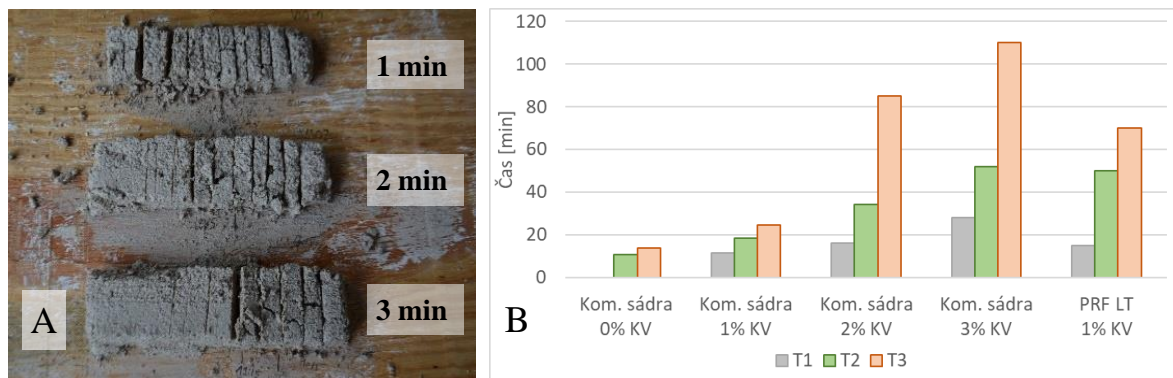 1 min
2 min
3 min
A
120
100
80
60
40
20
0
Čas [min]
Kom. sádra
0% KV
Kom. sádra
1% KV
Kom. sádra
2% KV
Kom. sádra
3% KV
PRF LT
1% KV
B
T1
T2
T3